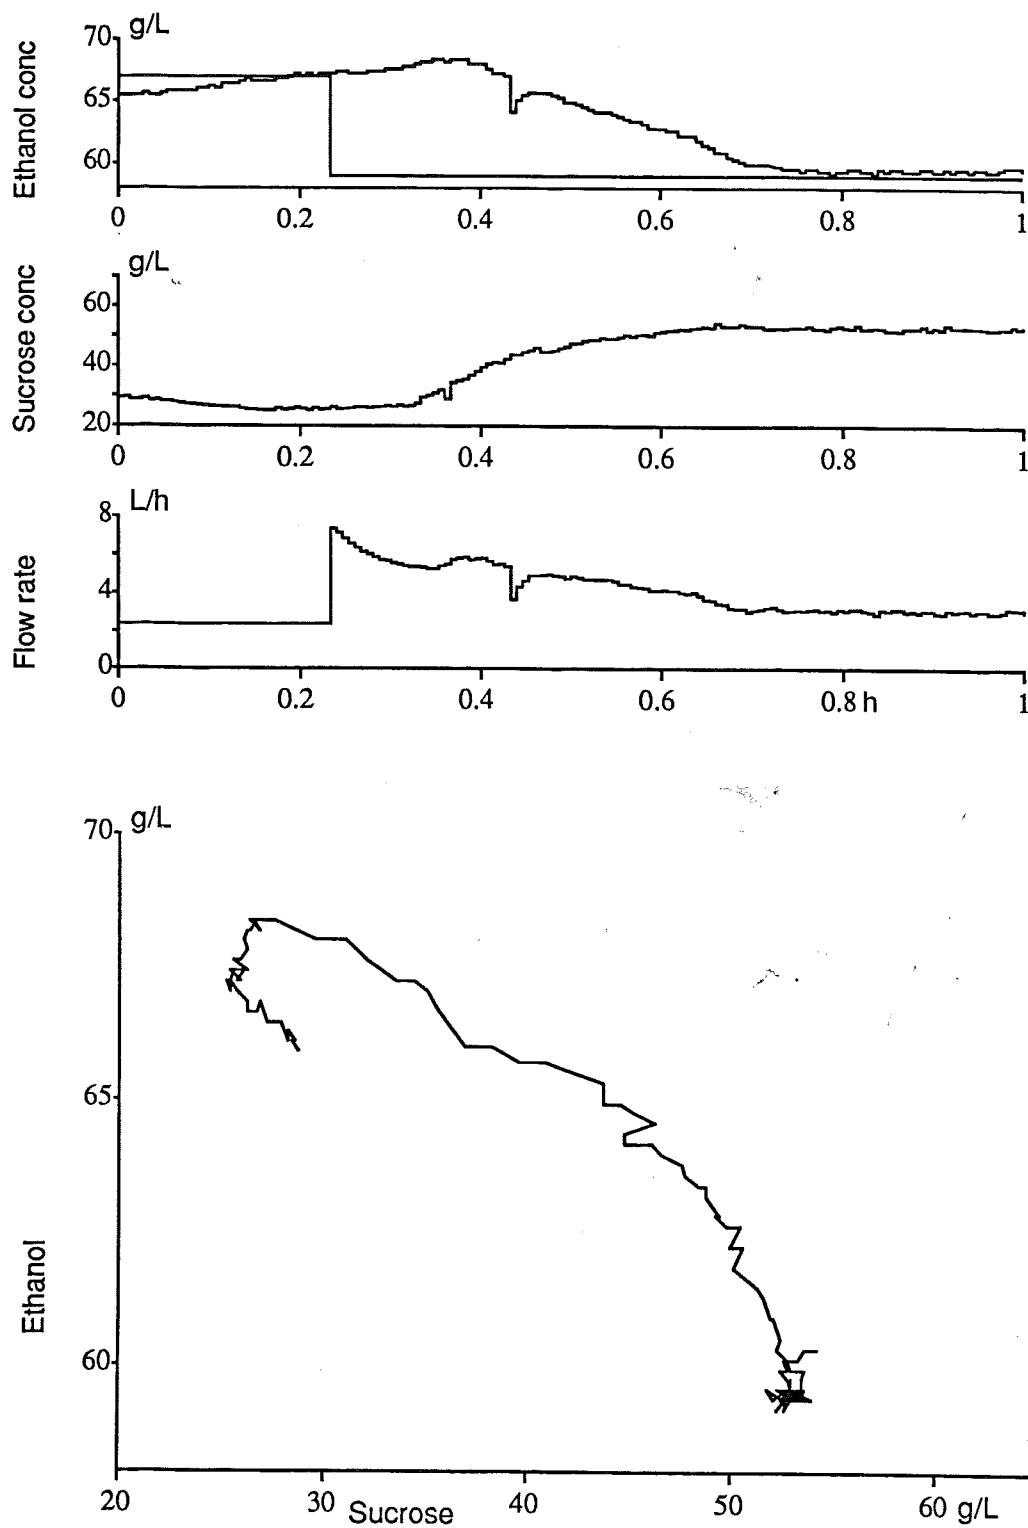 g/L
Ethanol conc
70
65
60
0 0.2 0.4 0.6 0.8 1
g/L
Sucrose conc
60
40
20
0 0.2 0.4 0.6 0.8 1
L/h
Flow rate
8
4
0
0 0.2 0.4 0.6 0.8 h 1
g/L
Ethanol
70
65
60
20 30 40 50 60 g/L
Sucrose